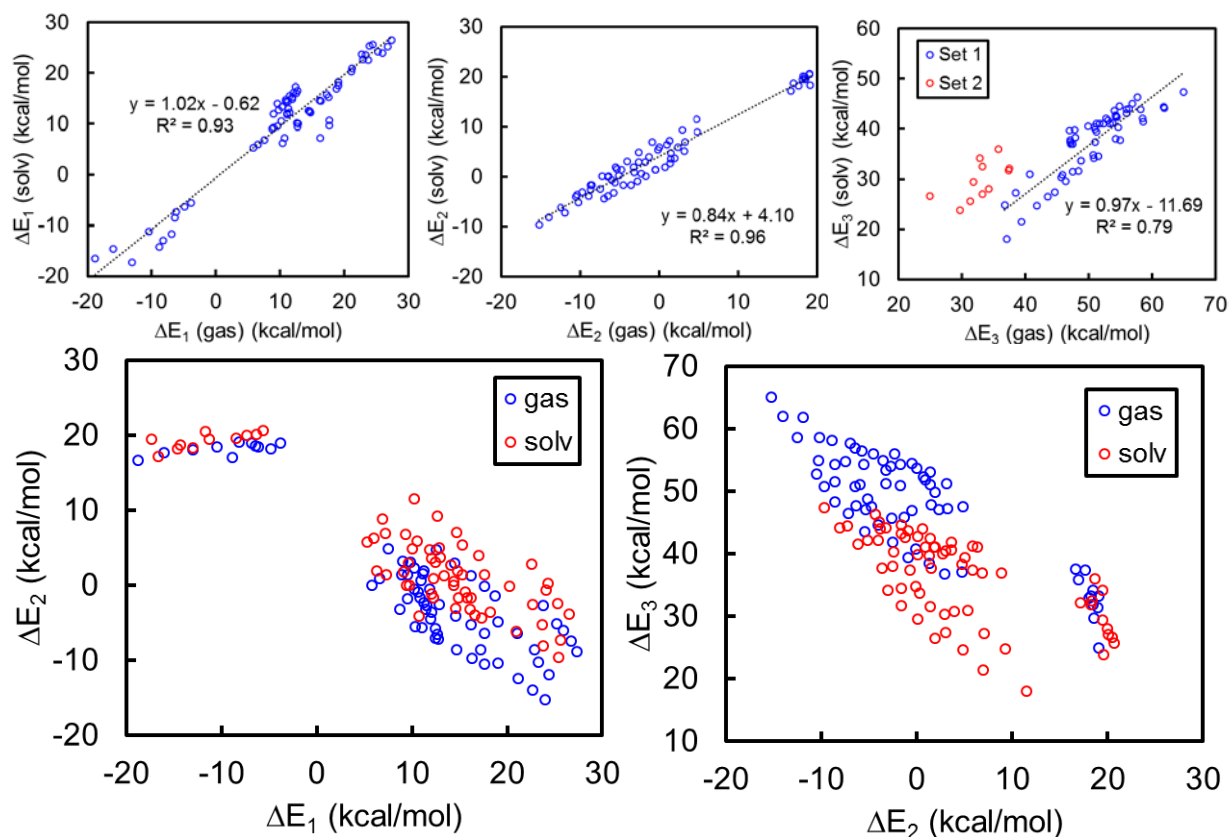 30
20
10
0
-10
-20
ΔE₁ (solv) (kcal/mol)
y = 1.02x - 0.62
R² = 0.93
-20 -10 0 10 20 30
ΔE₁ (gas) (kcal/mol)
30
20
10
0
-10
-20
ΔE₂ (solv) (kcal/mol)
y = 0.84x + 4.10
R² = 0.96
-20 -10 0 10 20
ΔE₂ (gas) (kcal/mol)
60
50
40
30
20
10
ΔE₃ (solv) (kcal/mol)
Set 1
Set 2
y = 0.97x - 11.69
R² = 0.79
20 30 40 50 60 70
ΔE₃ (gas) (kcal/mol)
30
20
10
0
-10
-20
ΔE₂ (kcal/mol)
gas
solv
-20 -10 0 10 20 30
ΔE₁ (kcal/mol)
70
60
50
40
30
20
10
ΔE₃ (kcal/mol)
gas
solv
-20 -10 0 10 20 30
ΔE₂ (kcal/mol)